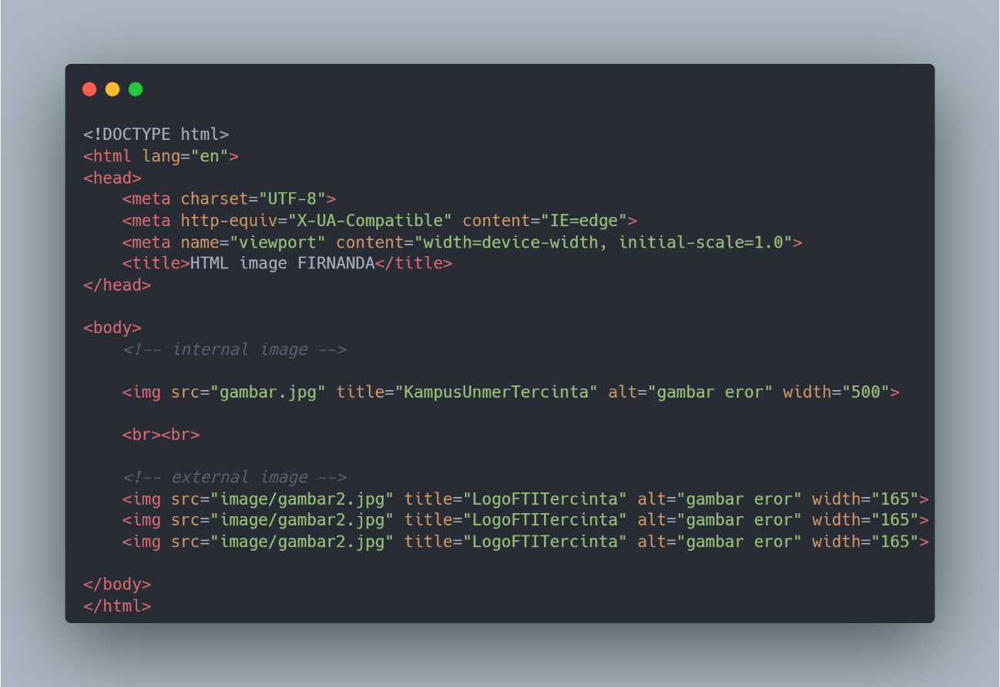 <!DOCTYPE html>
<html lang="en">
<head>
    <meta charset="UTF-8">
    <meta http-equiv="X-UA-Compatible" content="IE=edge">
    <meta name="viewport" content="width=device-width, initial-scale=1.0">
    <title>HTML image FIRNANDA</title>
</head>

<body>
    <!-- internal image -->

    <img src="gambar.jpg" title="KampusUnmerTercinta" alt="gambar eror" width="500">

    <br><br>

    <!-- external image -->
    <img src="image/gambar2.jpg" title="LogoFTITercinta" alt="gambar eror" width="165">
    <img src="image/gambar2.jpg" title="LogoFTITercinta" alt="gambar eror" width="165">
    <img src="image/gambar2.jpg" title="LogoFTITercinta" alt="gambar eror" width="165">

</body>
</html>